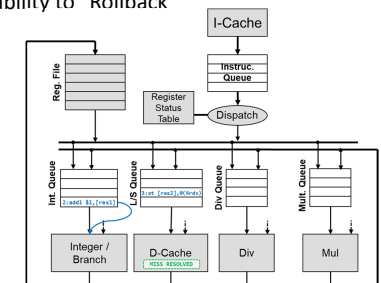 ability to "Rollback"
I-Cache
Reg. File
Instruc.
Queue
Register
Status
Table
Dispatch
Int. Queue
L/S Queue
Div Queue
Mult. Queue
2:addl $1,[res1]
3:st [res2],0(%rdx)
Integer /
Branch
D-Cache
MISS RESOLVED
Div
Mul